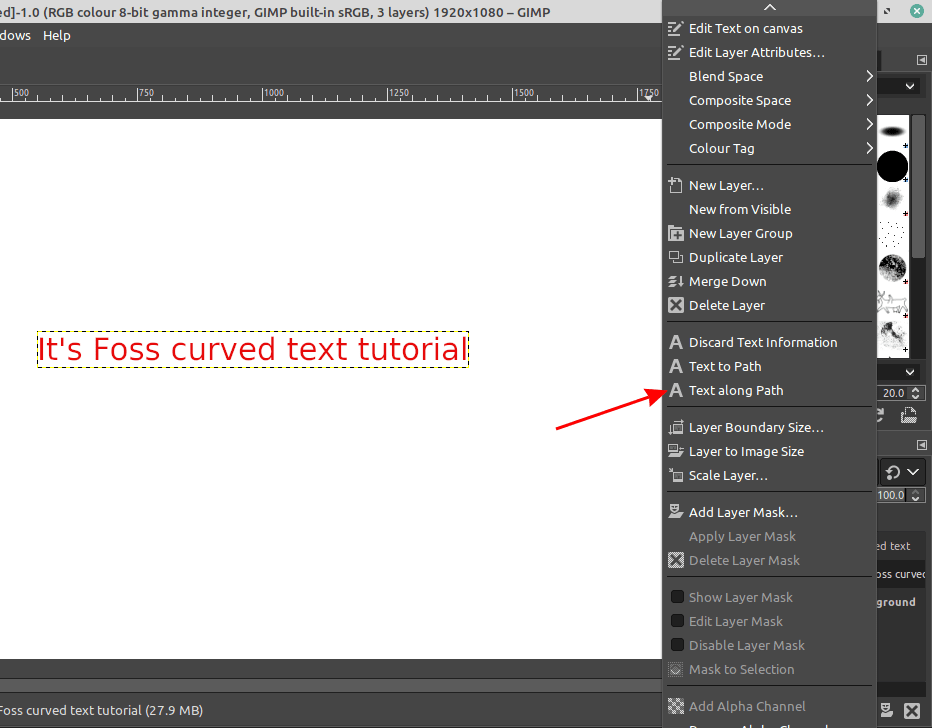 ed]-1.0 (RGB colour 8-bit gamma integer, GIMP built-in sRGB, 3 layers) 1920x1080 – GIMP
dows Help
500 750 1000 1250 1500 1750
It's Foss curved text tutorial
Edit Text on canvas
Edit Layer Attributes...
Blend Space
Composite Space
Composite Mode
Colour Tag
New Layer...
New from Visible
New Layer Group
Duplicate Layer
Merge Down
Delete Layer
Discard Text Information
Text to Path
Text along Path
Layer Boundary Size...
Layer to Image Size
Scale Layer...
Add Layer Mask...
Apply Layer Mask
Delete Layer Mask
Show Layer Mask
Edit Layer Mask
Disable Layer Mask
Mask to Selection
Add Alpha Channel
20.0
100.0
ed text
oss curved
ground
Foss curved text tutorial (27.9 MB)